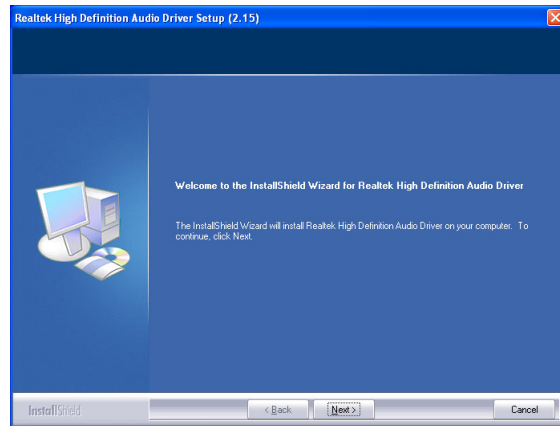 Realtek High Definition Audio Driver Setup (2.15)
Welcome to the InstallShield Wizard for Realtek High Definition Audio Driver
The InstallShield Wizard will install Realtek High Definition Audio Driver on your computer. To
continue, click Next.
InstallShield
< Back
Next >
Cancel